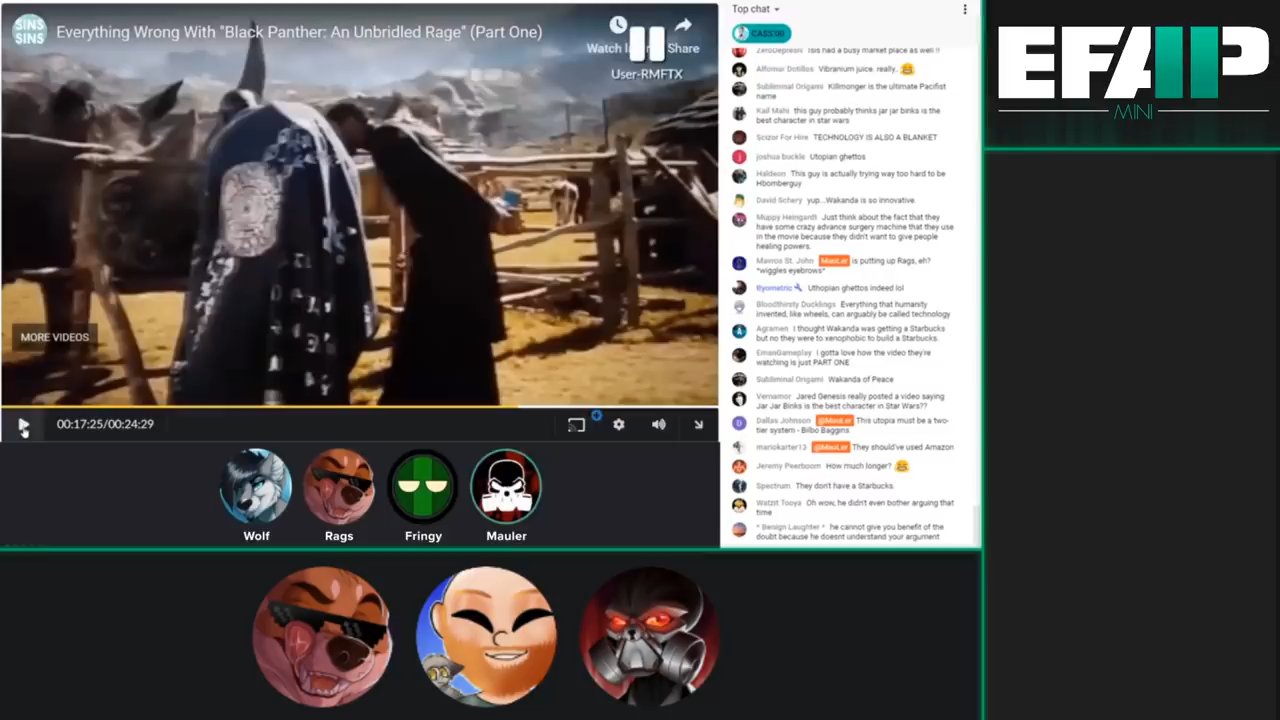 SINS
SINS
Everything Wrong With "Black Panther: An Unbridled Rage" (Part One)
Share
User-RMFTX
MORE VIDEOS
0:17:25/00:24:29
Wolf
Rags
Fringy
Mauler
Top chat
CASS1KI
Alfomur Dotillos Vibranium juice. really..
Subliminal Origami Killmonger is the ultimate Pacifist
name
Kail Mahi this guy probably thinks jar jar binks is the
best character in star wars
Scizor For Hire TECHNOLOGY IS ALSO A BLANKET
joshua buckle Utopian ghettos
Haldeon This guy is actually trying way too hard to be
Hbomberguy
David Schery yup...Wakanda is so innovative
Muppy Heingardt Just think about the fact that they
have some crazy advance surgery machine that they use
in the movie because they didn't want to give people
healing powers.
Mavros St. John @MauLer is putting up Rags, eh?
*wiggles eyebrows*
Byometric Uthopian ghettos indeed lol
Bloodthirsty Ducklings Everything that humanity
invented, like wheels, can arguably be called technology
Agramen I thought Wakanda was getting a Starbucks
but no they were to xenophobic to build a Starbucks.
EmanGameplay I gotta love how the video they're
watching is just PART ONE
Subliminal Origami Wakanda of Peace
Vernamor Jared Genesis really posted a video saying
Jar Jar Binks is the best character in Star Wars??
Dallas Johnson @MauLer This utopia must be a two-
tier system - Bilbo Baggins
mariokarter13 @MauLer They should've used Amazon
Jeremy Peerboom How much longer?
Spectrum They don't have a Starbucks.
Watzit Tooya Oh wow, he didn't even bother arguing that
time
* Benign Laughter * he cannot give you benefit of the
doubt because he doesnt understand your argument
EFAP
MINI